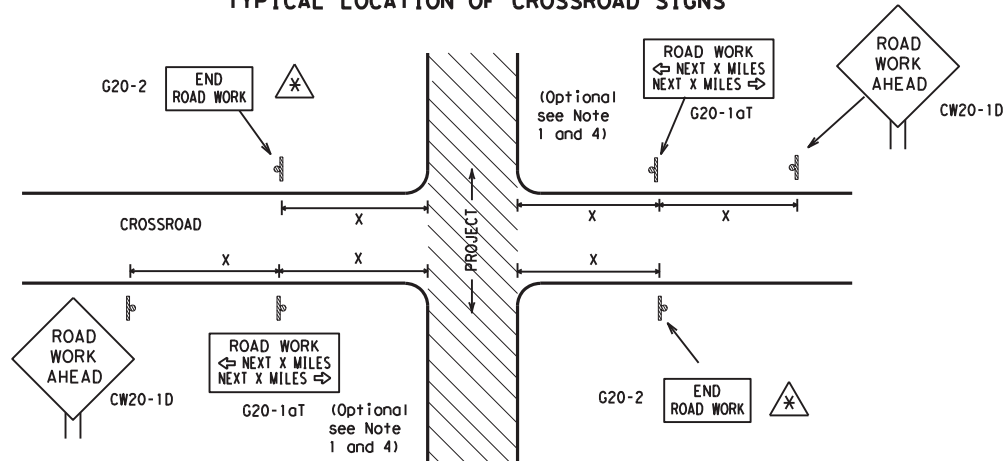 TYPICAL LOCATION OF CROSSROAD SIGNS
G20-2
END
ROAD WORK
*
(Optional
see Note
1 and 4)
ROAD WORK
⇦ NEXT X MILES
NEXT X MILES ⇨
G20-1aT
ROAD
WORK
AHEAD
CW20-1D
CROSSROAD
X
X
X
PROJECT
X
X
X
ROAD
WORK
AHEAD
CW20-1D
ROAD WORK
⇦ NEXT X MILES
NEXT X MILES ⇨
G20-1aT
(Optional
see Note
1 and 4)
G20-2
END
ROAD WORK
*